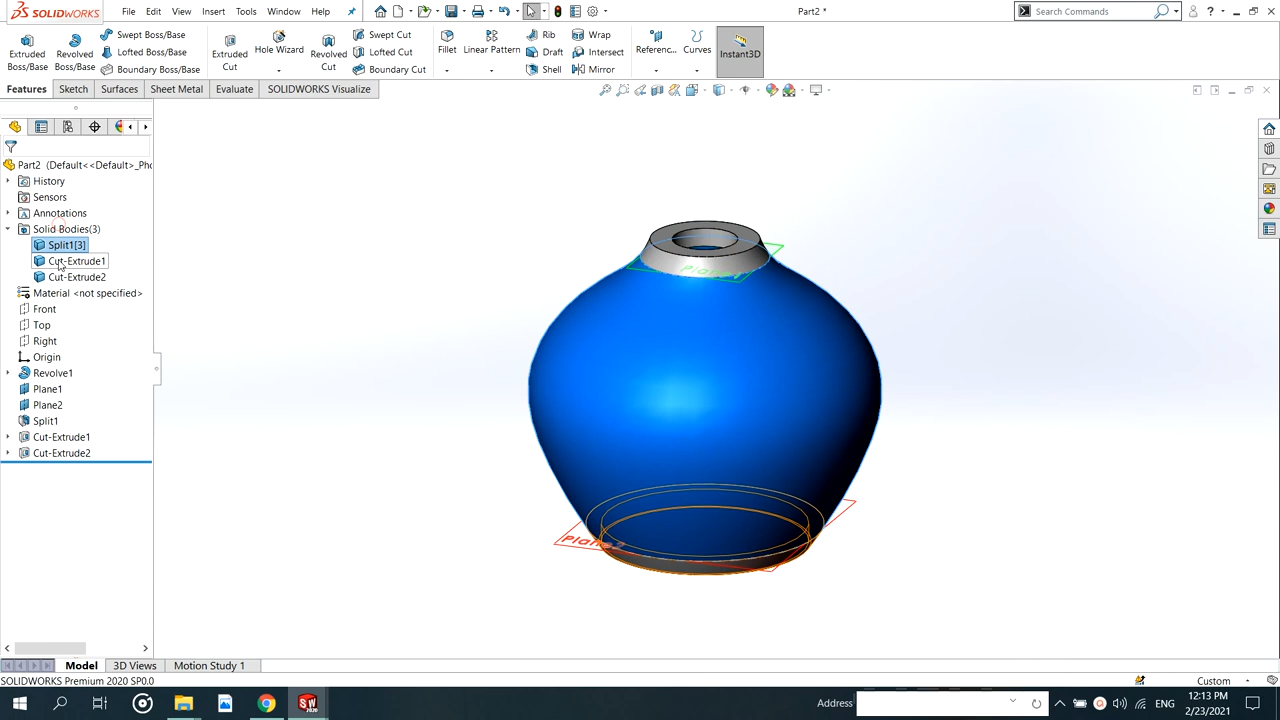 SOLIDWORKS
File Edit View Insert Tools Window Help
Part2 *
Search Commands
Extruded Boss/Base
Revolved Boss/Base
Swept Boss/Base
Lofted Boss/Base
Boundary Boss/Base
Extruded Cut
Hole Wizard
Revolved Cut
Swept Cut
Lofted Cut
Boundary Cut
Fillet
Linear Pattern
Rib
Draft
Shell
Wrap
Intersect
Mirror
Referenc...
Curves
Instant3D
Features Sketch Surfaces Sheet Metal Evaluate SOLIDWORKS Visualize
Part2 (Default<<Default>_Pho
History
Sensors
Annotations
Solid Bodies(3)
Split1[3]
Cut-Extrude1
Cut-Extrude2
Material <not specified>
Front
Top
Right
Origin
Revolve1
Plane1
Plane2
Split1
Cut-Extrude1
Cut-Extrude2
Plane1
Plane2
Model 3D Views Motion Study 1
SOLIDWORKS Premium 2020 SP0.0
Custom
Address
ENG
12:13 PM
2/23/2021